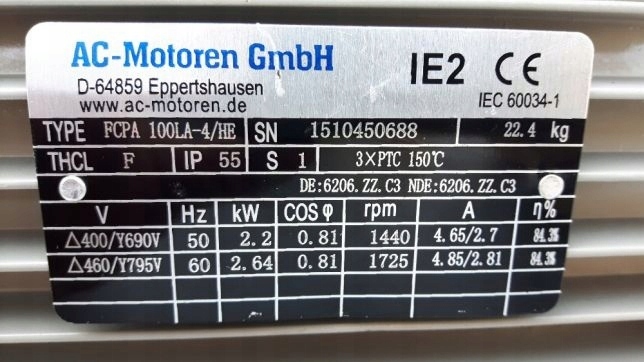 AC-Motoren GmbH IE2 CE
D-64859 Eppertshausen
www.ac-motoren.de IEC 60034-1
TYPE FCPA 100LA-4/HE SN 1510450688 22.4 kg
THCL F IP 55 S 1 3×PTC 150℃
DE:6206.ZZ.C3 NDE:6206.ZZ.C3
V Hz kW COS φ rpm A η%
△400/Y690V 50 2.2 0.81 1440 4.65/2.7 84.3%
△460/Y795V 60 2.64 0.81 1725 4.85/2.81 84.3%